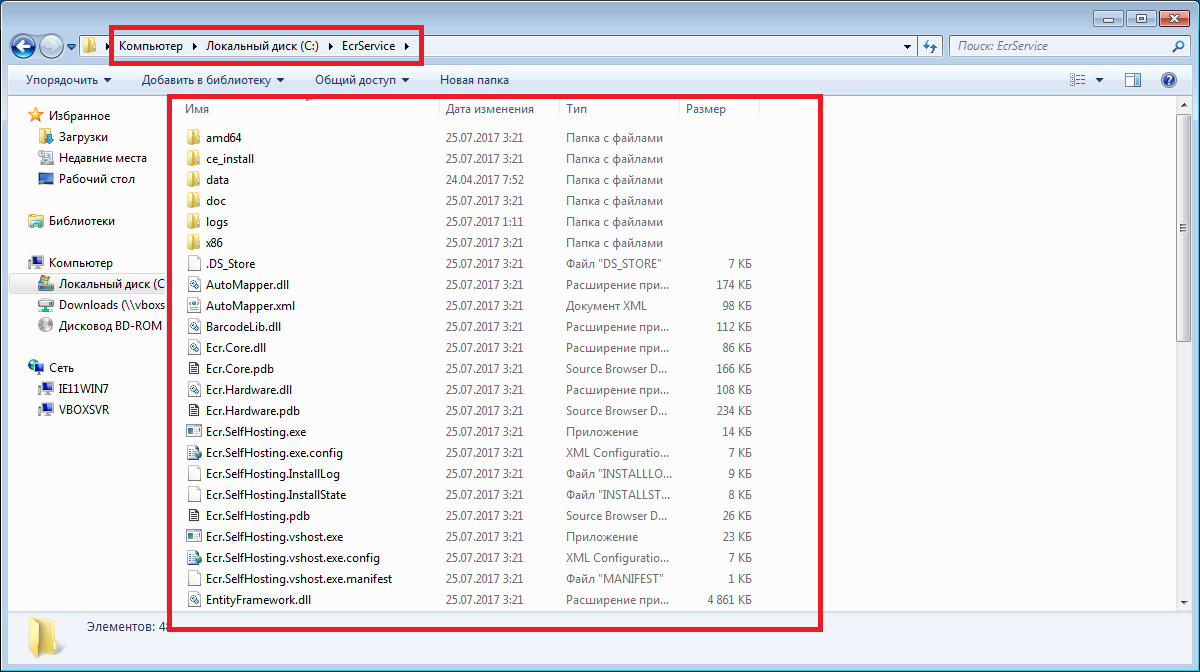 Компьютер Локальный диск (C:) EcrService Поиск: EcrService
Упорядочить Добавить в библиотеку Общий доступ Новая папка
Имя Дата изменения Тип Размер
Избранное
Загрузки
Недавние места
Рабочий стол
Библиотеки
Компьютер
Локальный диск (C
Downloads (\\vboxs
Дисковод BD-ROM
Сеть
IE11WIN7
VBOXSVR
amd64 25.07.2017 3:21 Папка с файлами
ce_install 25.07.2017 3:21 Папка с файлами
data 24.04.2017 7:52 Папка с файлами
doc 25.07.2017 3:21 Папка с файлами
logs 25.07.2017 1:11 Папка с файлами
x86 25.07.2017 3:21 Папка с файлами
.DS_Store 25.07.2017 3:21 Файл "DS_STORE" 7 КБ
AutoMapper.dll 25.07.2017 3:21 Расширение при... 174 КБ
AutoMapper.xml 25.07.2017 3:21 Документ XML 98 КБ
BarcodeLib.dll 25.07.2017 3:21 Расширение при... 112 КБ
Ecr.Core.dll 25.07.2017 3:21 Расширение при... 86 КБ
Ecr.Core.pdb 25.07.2017 3:21 Source Browser D... 166 КБ
Ecr.Hardware.dll 25.07.2017 3:21 Расширение при... 108 КБ
Ecr.Hardware.pdb 25.07.2017 3:21 Source Browser D... 234 КБ
Ecr.SelfHosting.exe 25.07.2017 3:21 Приложение 14 КБ
Ecr.SelfHosting.exe.config 25.07.2017 3:21 XML Configuratio... 7 КБ
Ecr.SelfHosting.InstallLog 25.07.2017 3:21 Файл "INSTALLLO... 9 КБ
Ecr.SelfHosting.InstallState 25.07.2017 3:21 Файл "INSTALLST... 8 КБ
Ecr.SelfHosting.pdb 25.07.2017 3:21 Source Browser D... 26 КБ
Ecr.SelfHosting.vshost.exe 25.07.2017 3:21 Приложение 23 КБ
Ecr.SelfHosting.vshost.exe.config 25.07.2017 3:21 XML Configuratio... 7 КБ
Ecr.SelfHosting.vshost.exe.manifest 25.07.2017 3:21 Файл "MANIFEST" 1 КБ
EntityFramework.dll 25.07.2017 3:21 Расширение при... 4 861 КБ
Элементов: